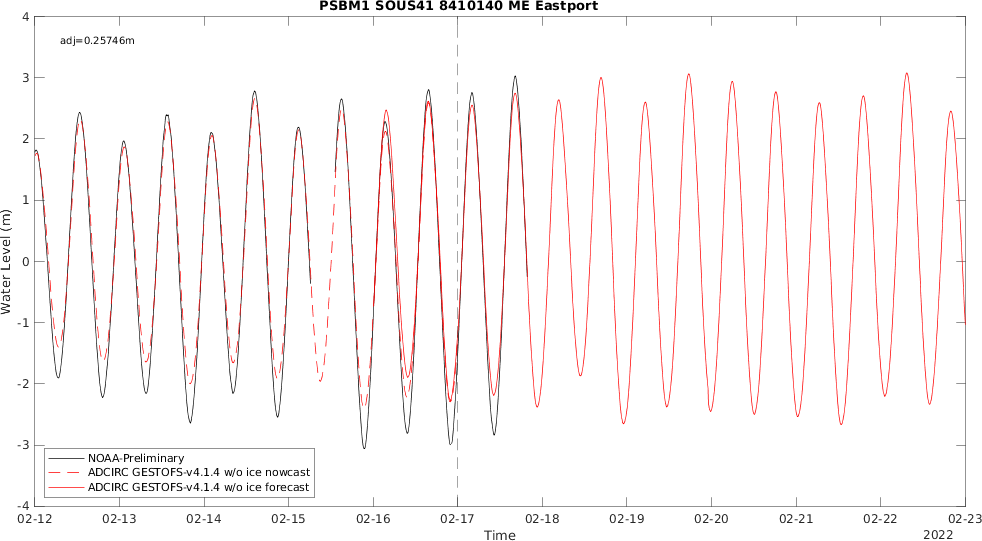 PSBM1 SOUS41 8410140 ME Eastport
adj=0.25746m
4
3
2
1
0
-1
-2
-3
-4
Water Level (m)
NOAA-Preliminary
ADCIRC GESTOFS-v4.1.4 w/o ice nowcast
ADCIRC GESTOFS-v4.1.4 w/o ice forecast
02-12 02-13 02-14 02-15 02-16 02-17 02-18 02-19 02-20 02-21 02-22 02-23
Time
2022